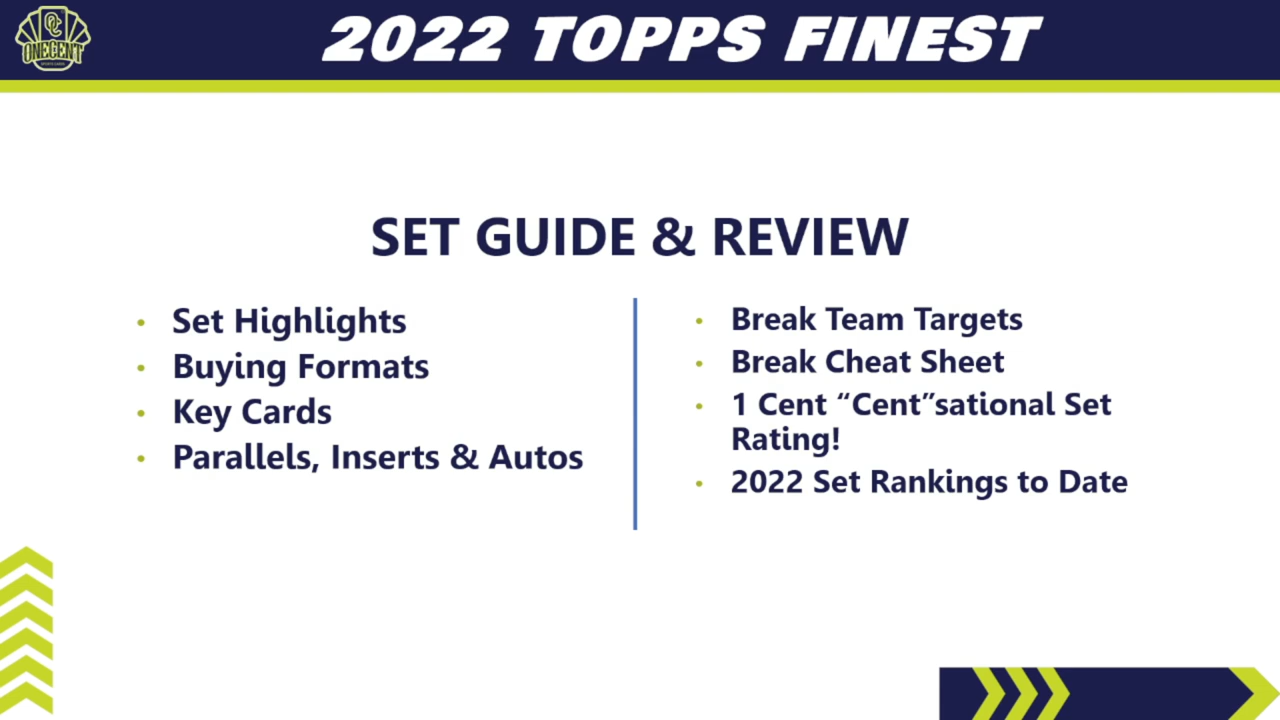 ONECENT
2022 TOPPS FINEST
SET GUIDE & REVIEW
• Set Highlights
• Buying Formats
• Key Cards
• Parallels, Inserts & Autos
• Break Team Targets
• Break Cheat Sheet
• 1 Cent “Cent”sational Set
Rating!
• 2022 Set Rankings to Date